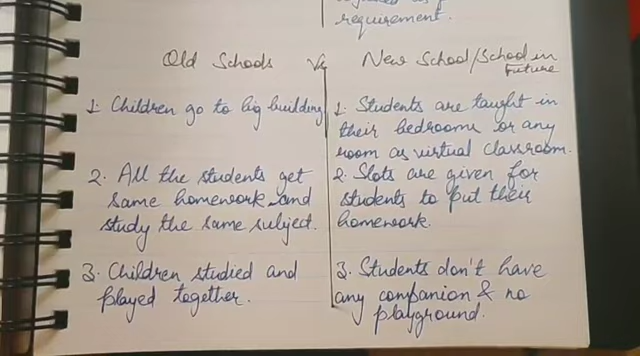 requirement.
Old Schools Vs New School/School in
Future
1. Children go to big building
2. All the students get
same homework and
study the same subject.
3. Children studied and
played together.
1. Students are taught in
their bedrooms or any
room as virtual classroom.
2. Slots are given for
students to put their
homework.
3. Students don't have
any companion & no
playground.